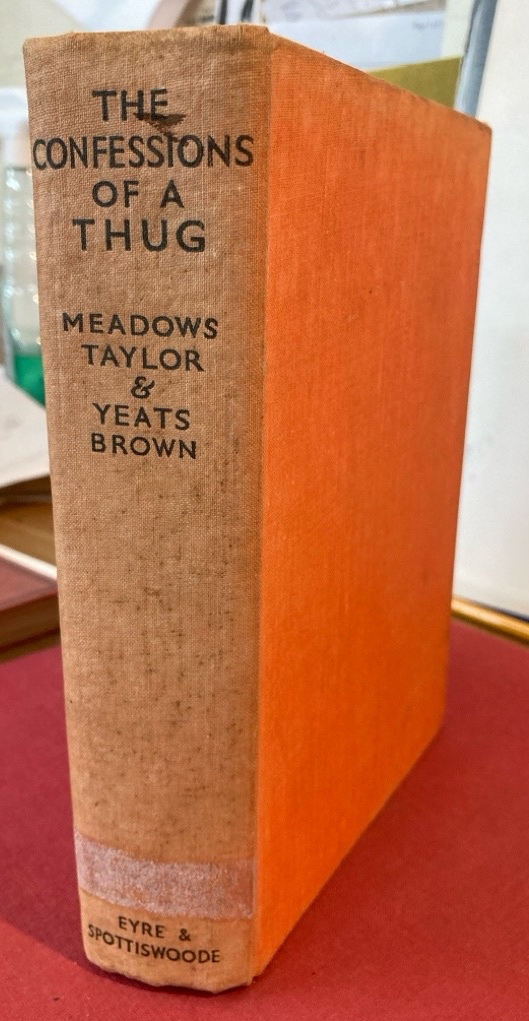 THE
CONFESSIONS
OF A
THUG
MEADOWS
TAYLOR
&
YEATS
BROWN
EYRE &
SPOTTISWOODE